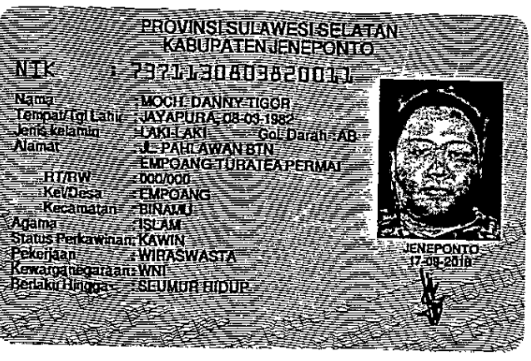 PROVINSI SULAWESI SELATAN
KABUPATEN JENEPONTO
NIK : 7371130803820011
Nama : MOCH. DANNY TIGOR
Tempat/Tgl Lahir : JAYAPURA, 08-03-1982
Jenis kelamin : LAKI-LAKI Gol. Darah : AB
Alamat : JL. PAHLAWAN BTN
EMPOANG TURATEA PERMAI
RT/RW : 000/000
Kel/Desa : EMPOANG
Kecamatan : BINAMU
Agama : ISLAM
Status Perkawinan: KAWIN
Pekerjaan : WIRASWASTA
Kewarganegaraan: WNI
Berlaku Hingga : SEUMUR HIDUP
JENEPONTO
17-09-2018